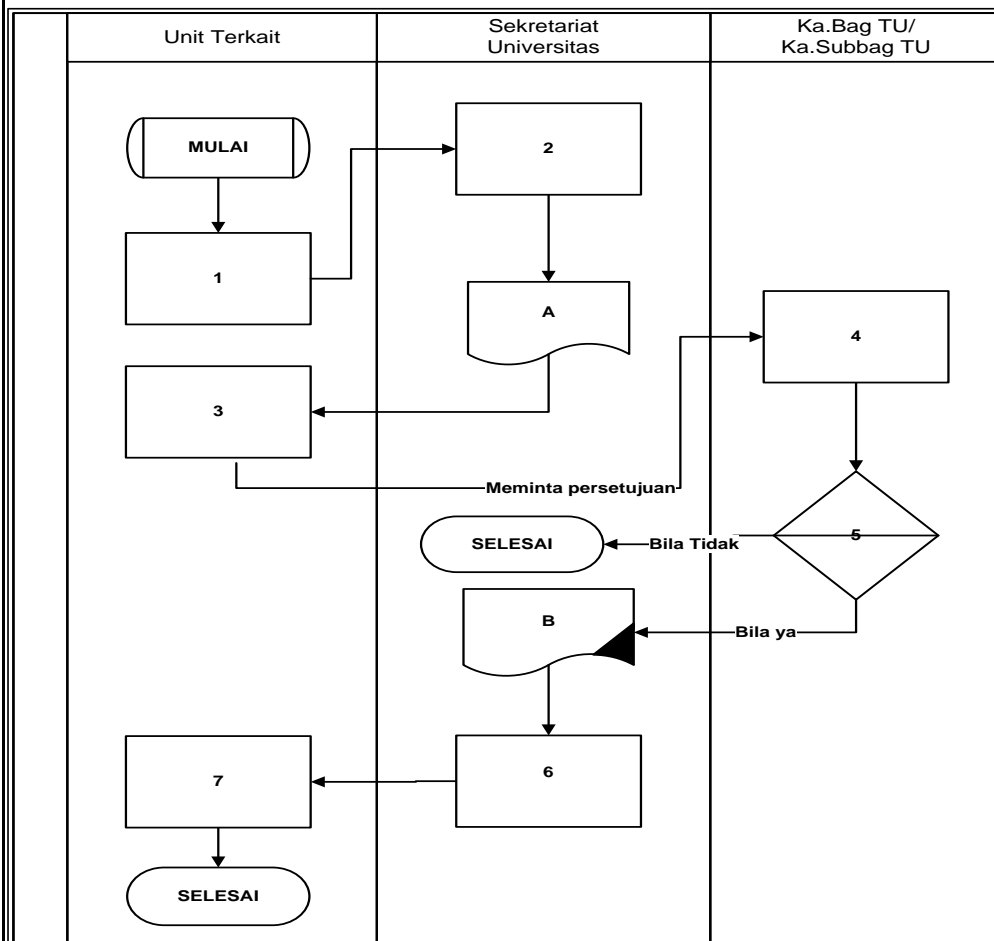 Unit Terkait
Sekretariat
Universitas
Ka.Bag TU/
Ka.Subbag TU
MULAI
1
2
A
3
4
Meminta persetujuan
5
Bila Tidak
SELESAI
Bila ya
B
6
7
SELESAI